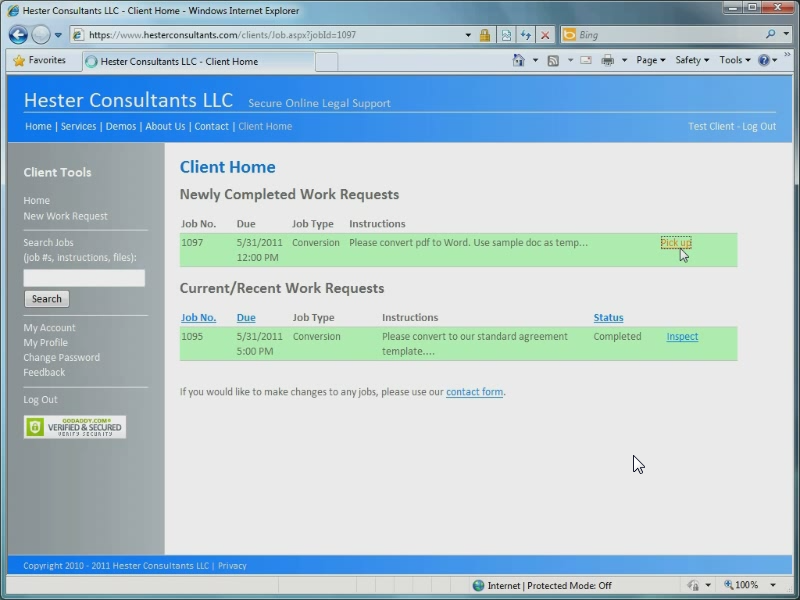 Hester Consultants LLC - Client Home - Windows Internet Explorer
https://www.hesterconsultants.com/clients/Job.aspx?jobId=1097
Bing
Favorites
Hester Consultants LLC - Client Home
Page
Safety
Tools
Hester Consultants LLC Secure Online Legal Support
Home | Services | Demos | About Us | Contact | Client Home
Test Client - Log Out
Client Tools
Home
New Work Request
Search Jobs
(job #s, instructions, files):
Search
My Account
My Profile
Change Password
Feedback
Log Out
GODADDY.COM
VERIFIED & SECURED
VERIFY SECURITY
Client Home
Newly Completed Work Requests
Job No. Due Job Type Instructions
1097 5/31/2011 Conversion Please convert pdf to Word. Use sample doc as temp... Pick up
12:00 PM
Current/Recent Work Requests
Job No. Due Job Type Instructions Status
1095 5/31/2011 Conversion Please convert to our standard agreement Completed Inspect
5:00 PM template....
If you would like to make changes to any jobs, please use our contact form.
Copyright 2010 - 2011 Hester Consultants LLC | Privacy
Internet | Protected Mode: Off
100%